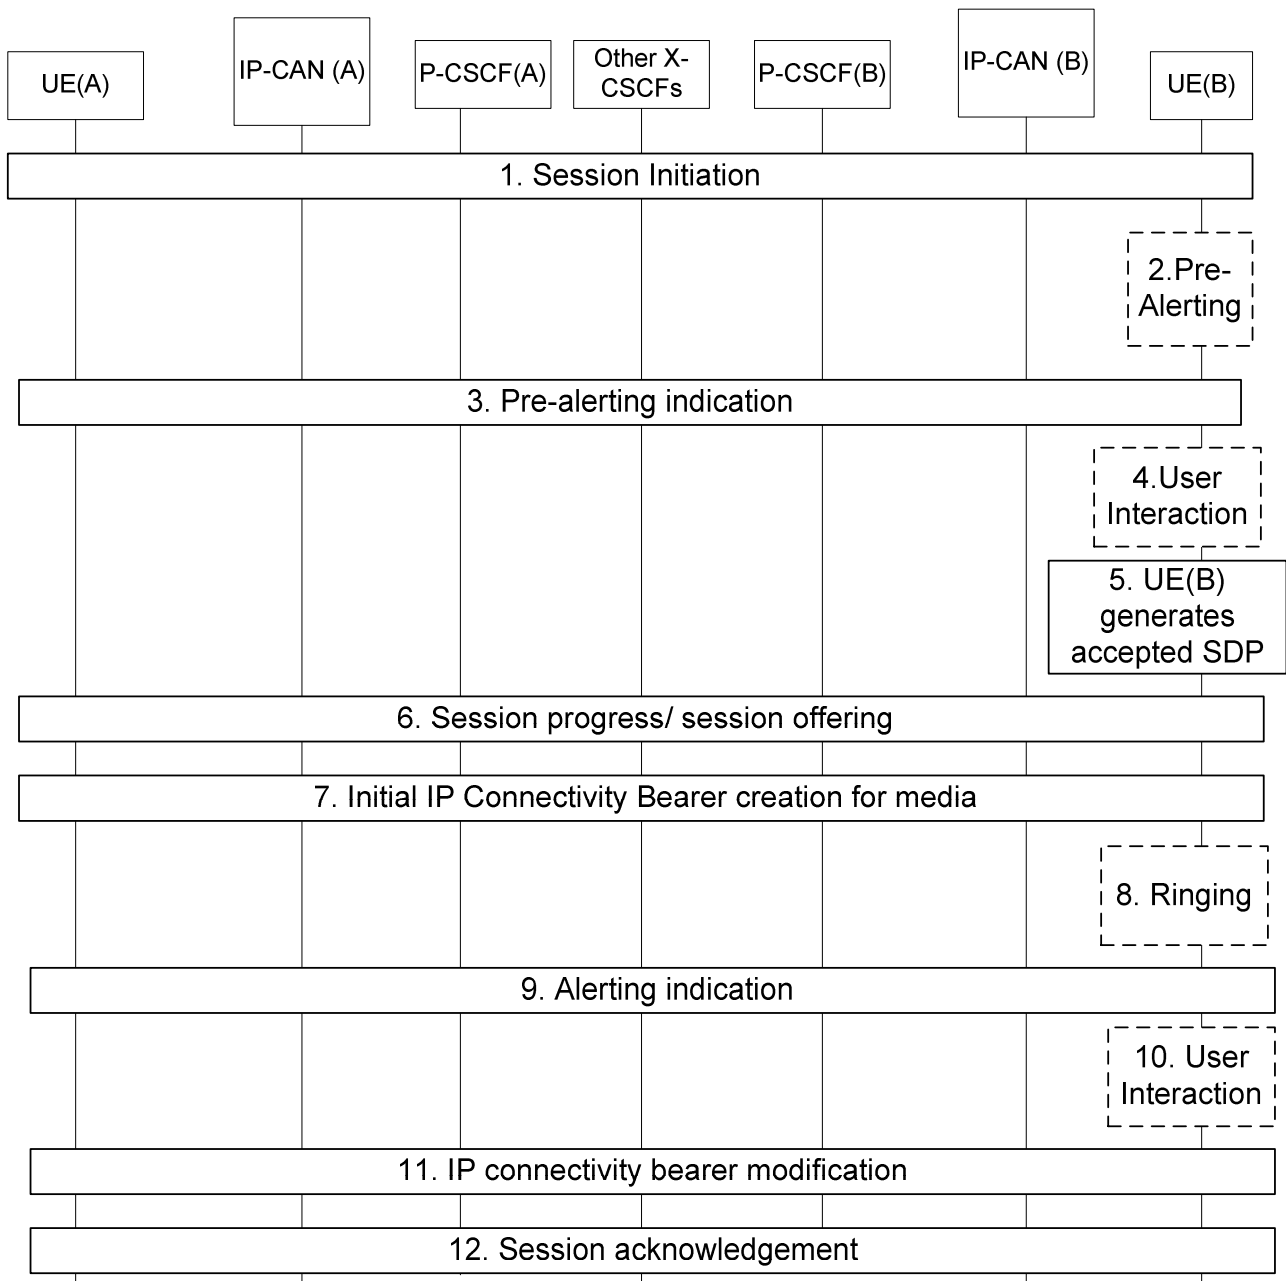 UE(A)
IP-CAN (A)
P-CSCF(A)
Other X-
CSCFs
P-CSCF(B)
IP-CAN (B)
UE(B)
1. Session Initiation
2.Pre-
Alerting
3. Pre-alerting indication
4.User
Interaction
5. UE(B)
generates
accepted SDP
6. Session progress/ session offering
7. Initial IP Connectivity Bearer creation for media
8. Ringing
9. Alerting indication
10. User
Interaction
11. IP connectivity bearer modification
12. Session acknowledgement